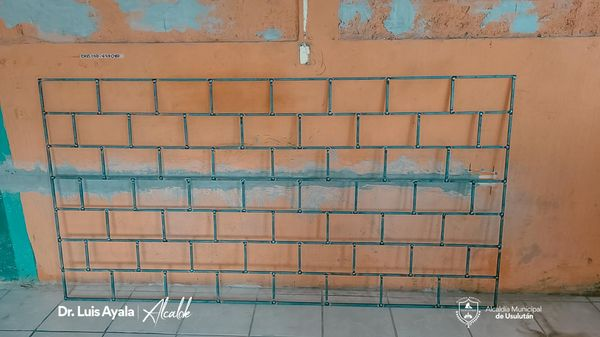 Dr. Luis Ayala
Alcalde
Alcaldía Municipal
de Usulután